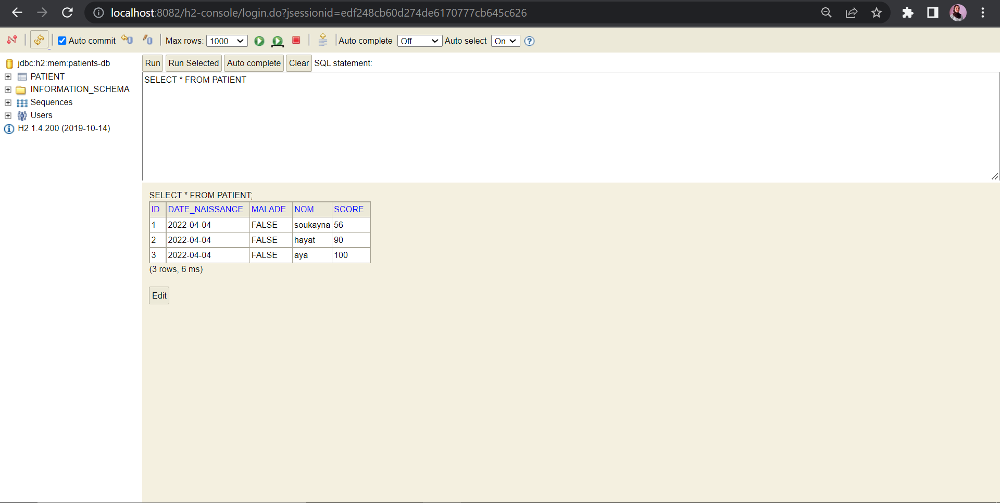 localhost:8082/h2-console/login.do?jsessionid=edf248cb60d274de6170777cb645c626
Auto commit Max rows: 1000 Auto complete Off Auto select On
jdbc:h2:mem:patients-db
PATIENT
INFORMATION_SCHEMA
Sequences
Users
H2 1.4.200 (2019-10-14)
Run Run Selected Auto complete Clear SQL statement:
SELECT * FROM PATIENT
SELECT * FROM PATIENT;
ID DATE_NAISSANCE MALADE NOM SCORE
1 2022-04-04 FALSE soukayna 56
2 2022-04-04 FALSE hayat 90
3 2022-04-04 FALSE aya 100
(3 rows, 6 ms)
Edit